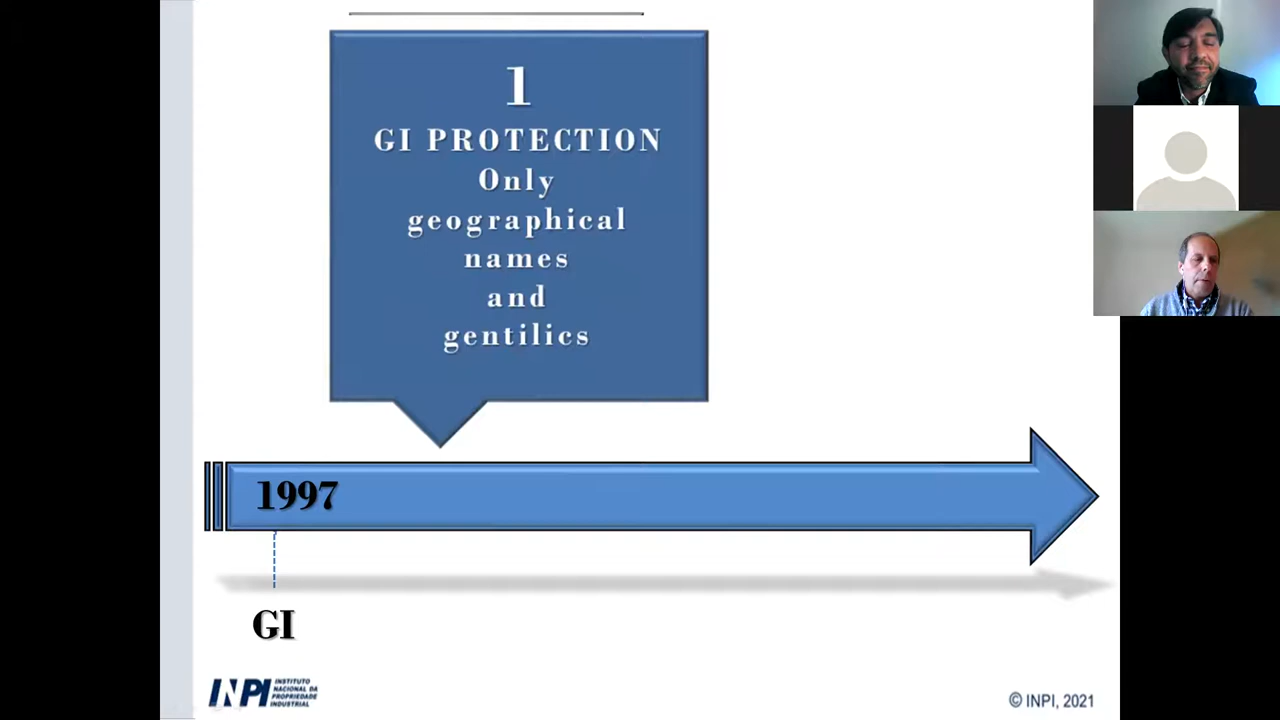 1
GI PROTECTION
Only
geographical
names
and
gentilics
1997
GI
INPI
INSTITUTO
NACIONAL DA
PROPRIEDADE
INDUSTRIAL
© INPI, 2021